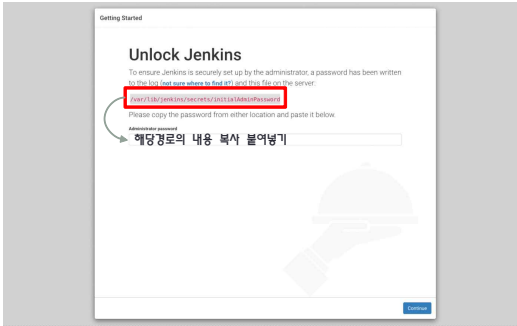 Getting Started
Unlock Jenkins
To ensure Jenkins is securely set up by the administrator, a password has been written
to the log (not sure where to find it?) and this file on the server:
/var/lib/jenkins/secrets/initialAdminPassword
Please copy the password from either location and paste it below.
Administrator password
해당경로의 내용 복사 붙여넣기
Continue